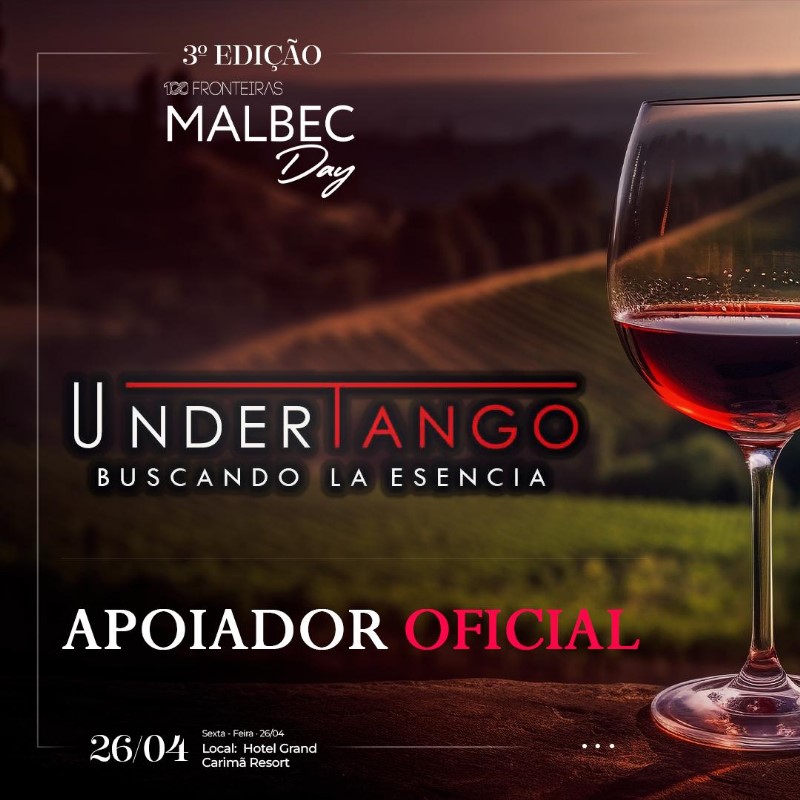 3º EDIÇÃO
100 FRONTEIRAS
MALBEC
Day
UNDERTANGO
BUSCANDO LA ESENCIA
APOIADOR OFICIAL
26/04
Sexta - Feira · 26/04
Local: Hotel Grand
Carimã Resort